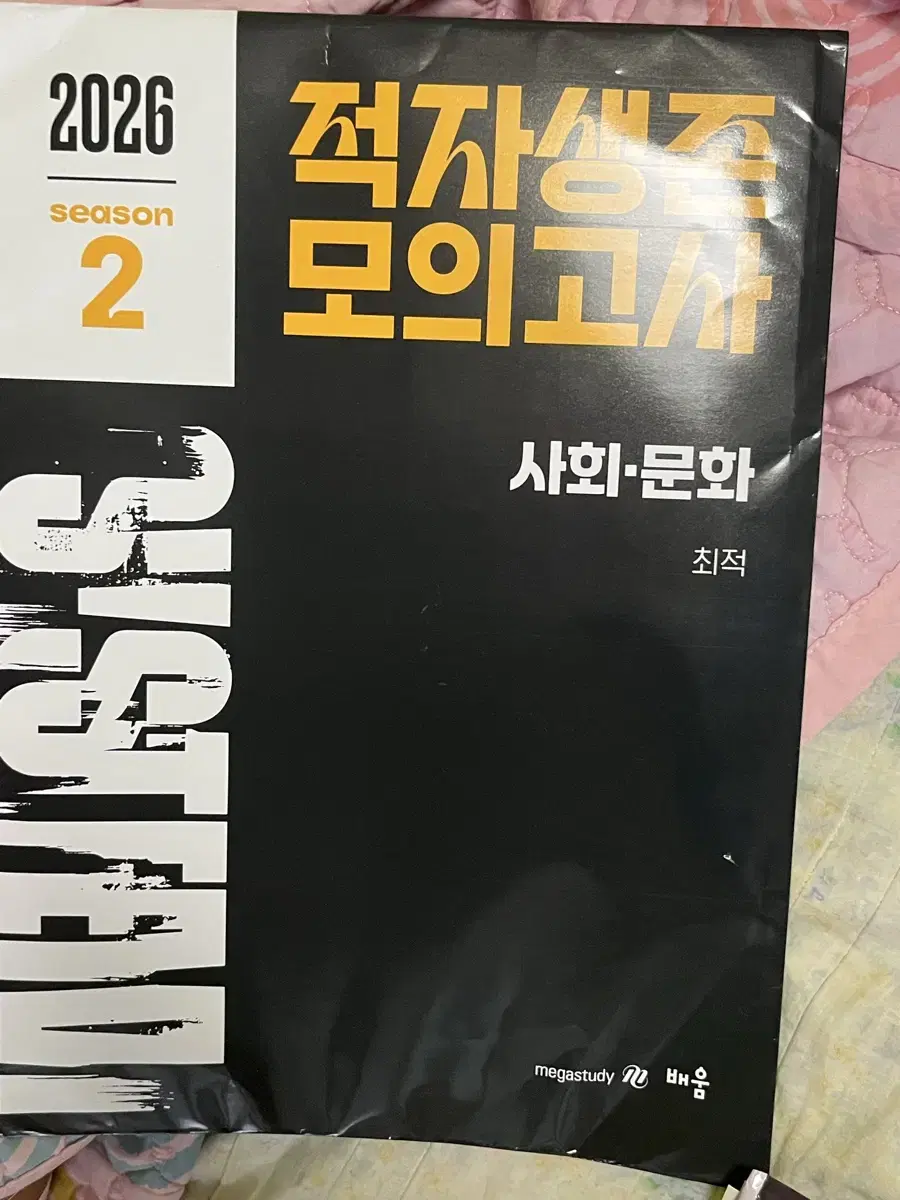 2026
season
2
적자생존
모의고사
사회·문화
최적
SYSTEM
megastudy 배움